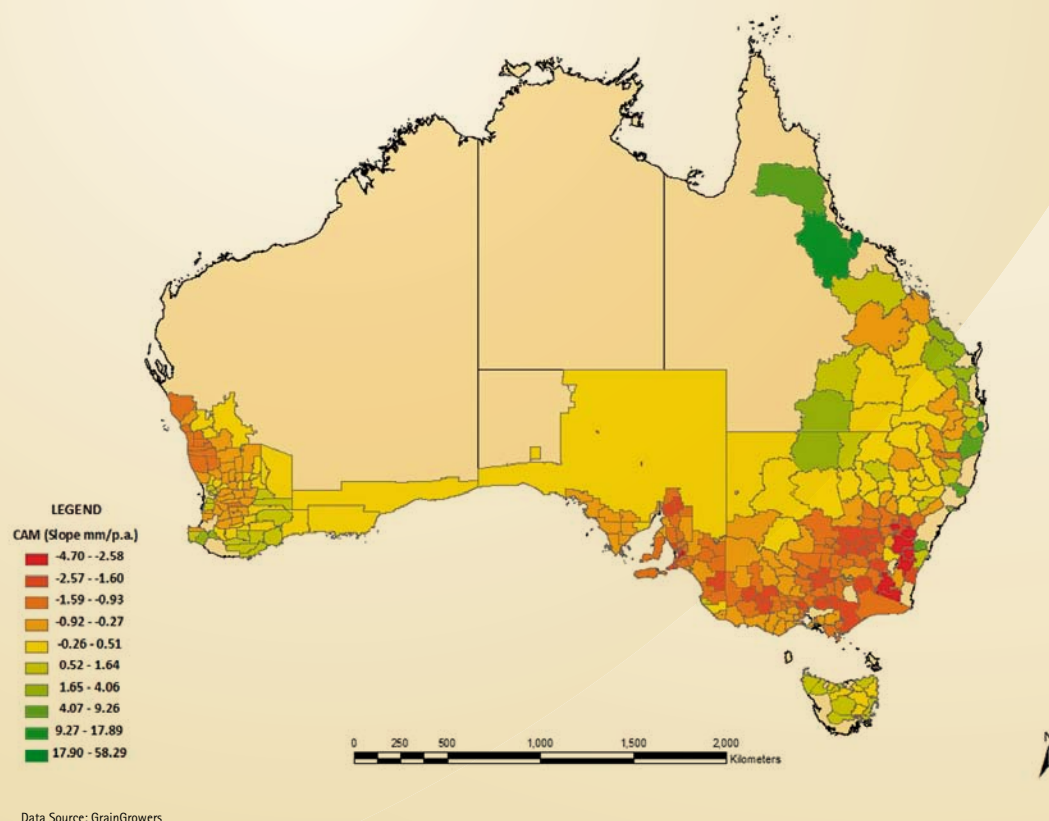 LEGEND
CAM (Slope mm/p.a.)
-4.70 - -2.58
-2.57 - -1.60
-1.59 - -0.93
-0.92 - -0.27
-0.26 - 0.51
0.52 - 1.64
1.65 - 4.06
4.07 - 9.26
9.27 - 17.89
17.90 - 58.29
0 250 500 1,000 1,500 2,000
Kilometers
N
Data Source: GrainGrowers